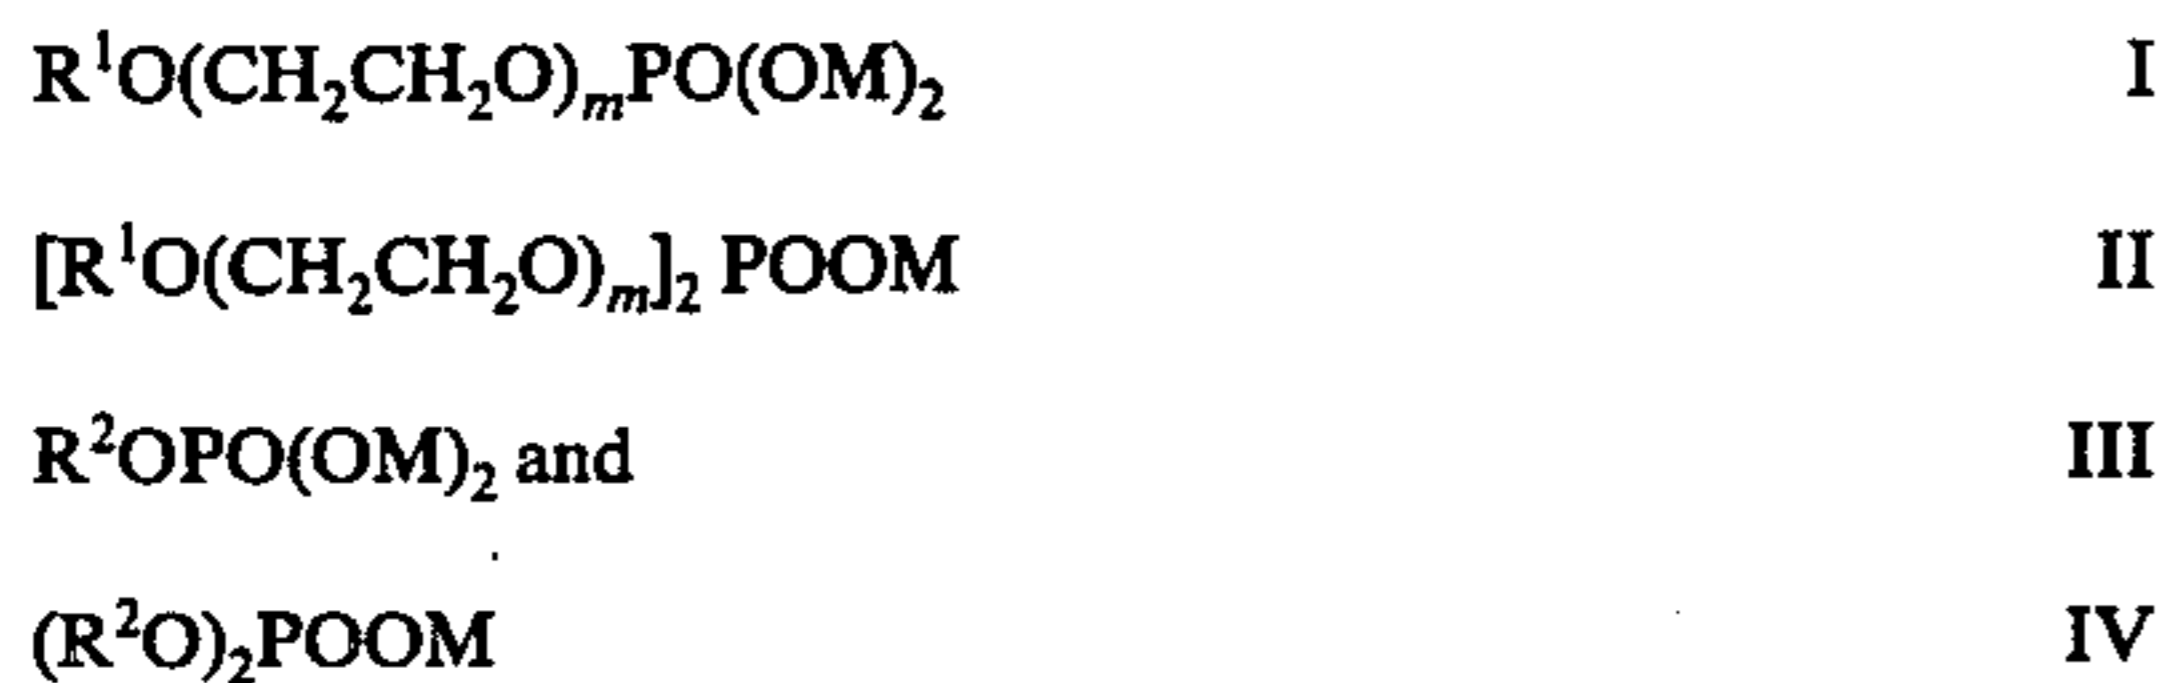 R¹O(CH₂CH₂O)ₘPO(OM)₂ I
[R¹O(CH₂CH₂O)ₘ]₂ POOM II
R²OPO(OM)₂ and III
(R²O)₂POOM IV